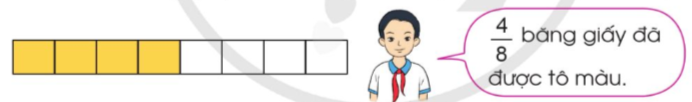 4/8 băng giấy đã
được tô màu.